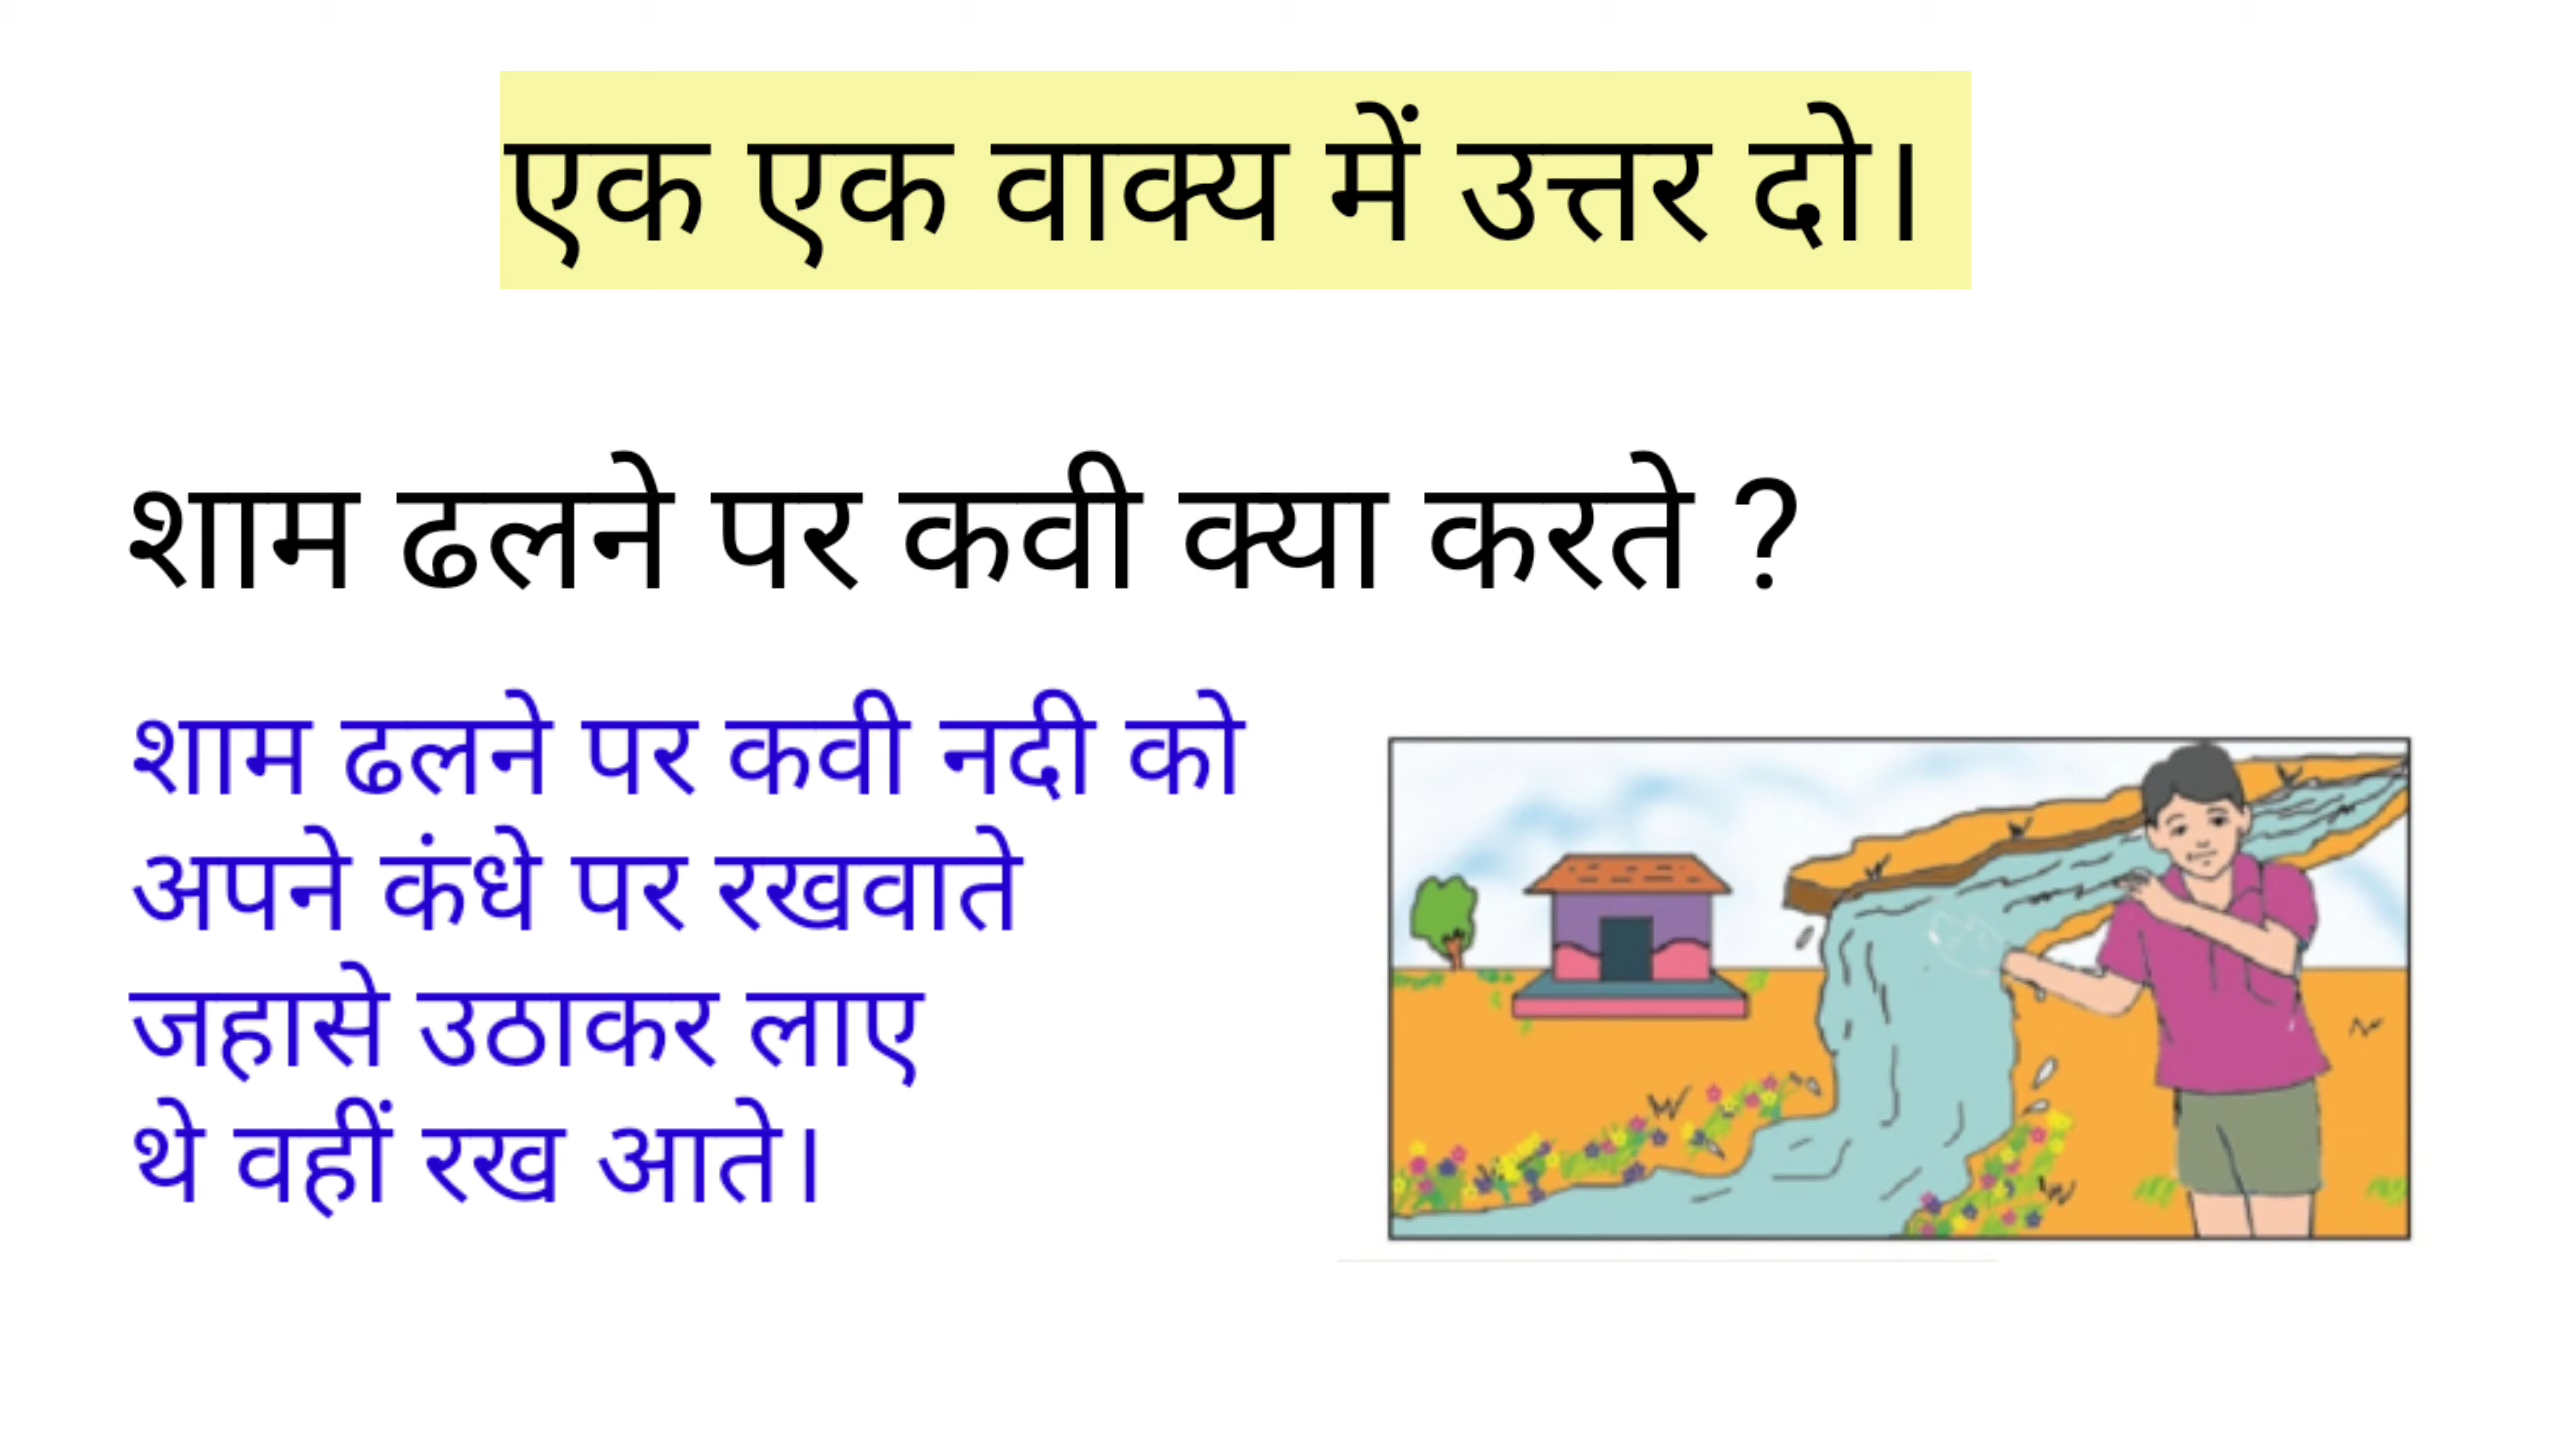 एक एक वाक्य में उत्तर दो।
शाम ढलने पर कवी क्या करते ?
शाम ढलने पर कवी नदी को
अपने कंधे पर रखवाते
जहासे उठाकर लाए
थे वहीं रख आते।